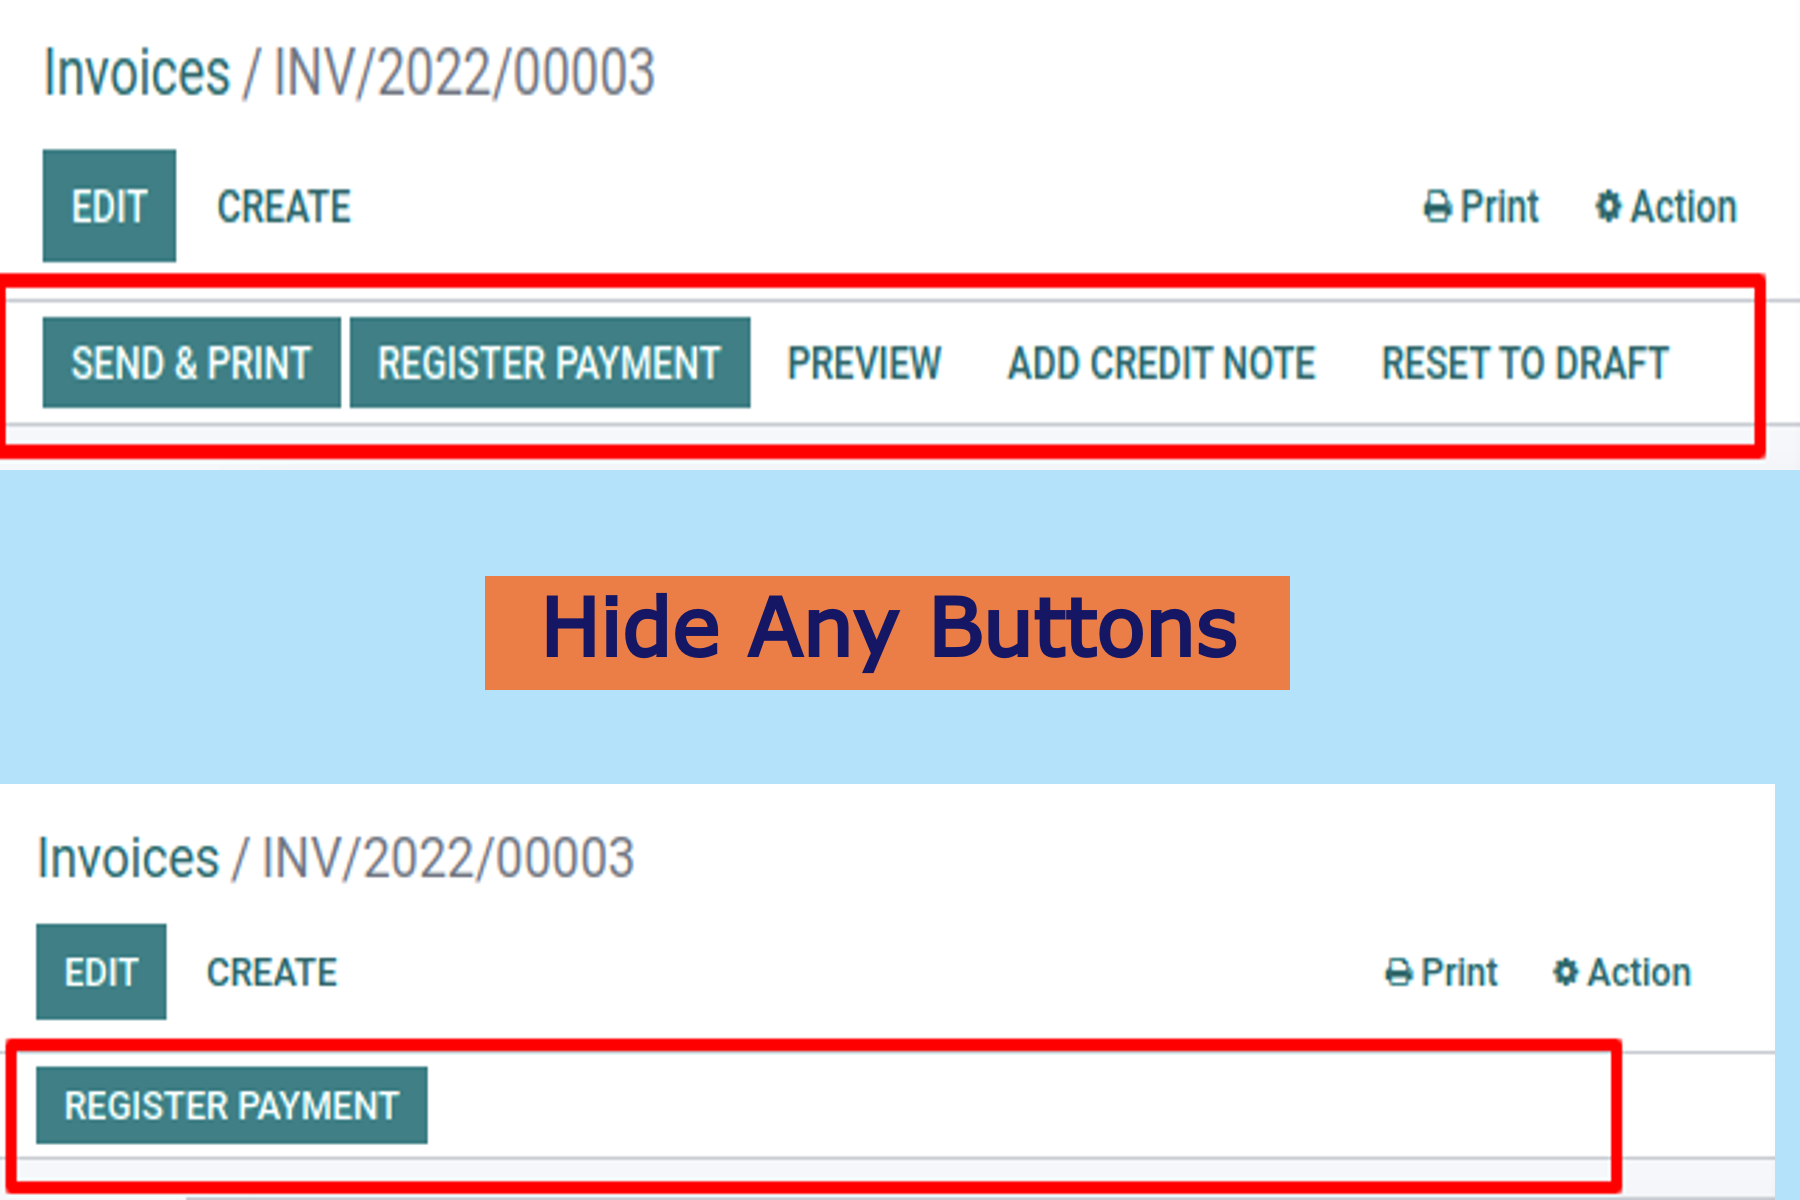 Invoices / INV/2022/00003
EDIT CREATE Print Action
SEND & PRINT REGISTER PAYMENT PREVIEW ADD CREDIT NOTE RESET TO DRAFT
Hide Any Buttons
Invoices / INV/2022/00003
EDIT CREATE Print Action
REGISTER PAYMENT